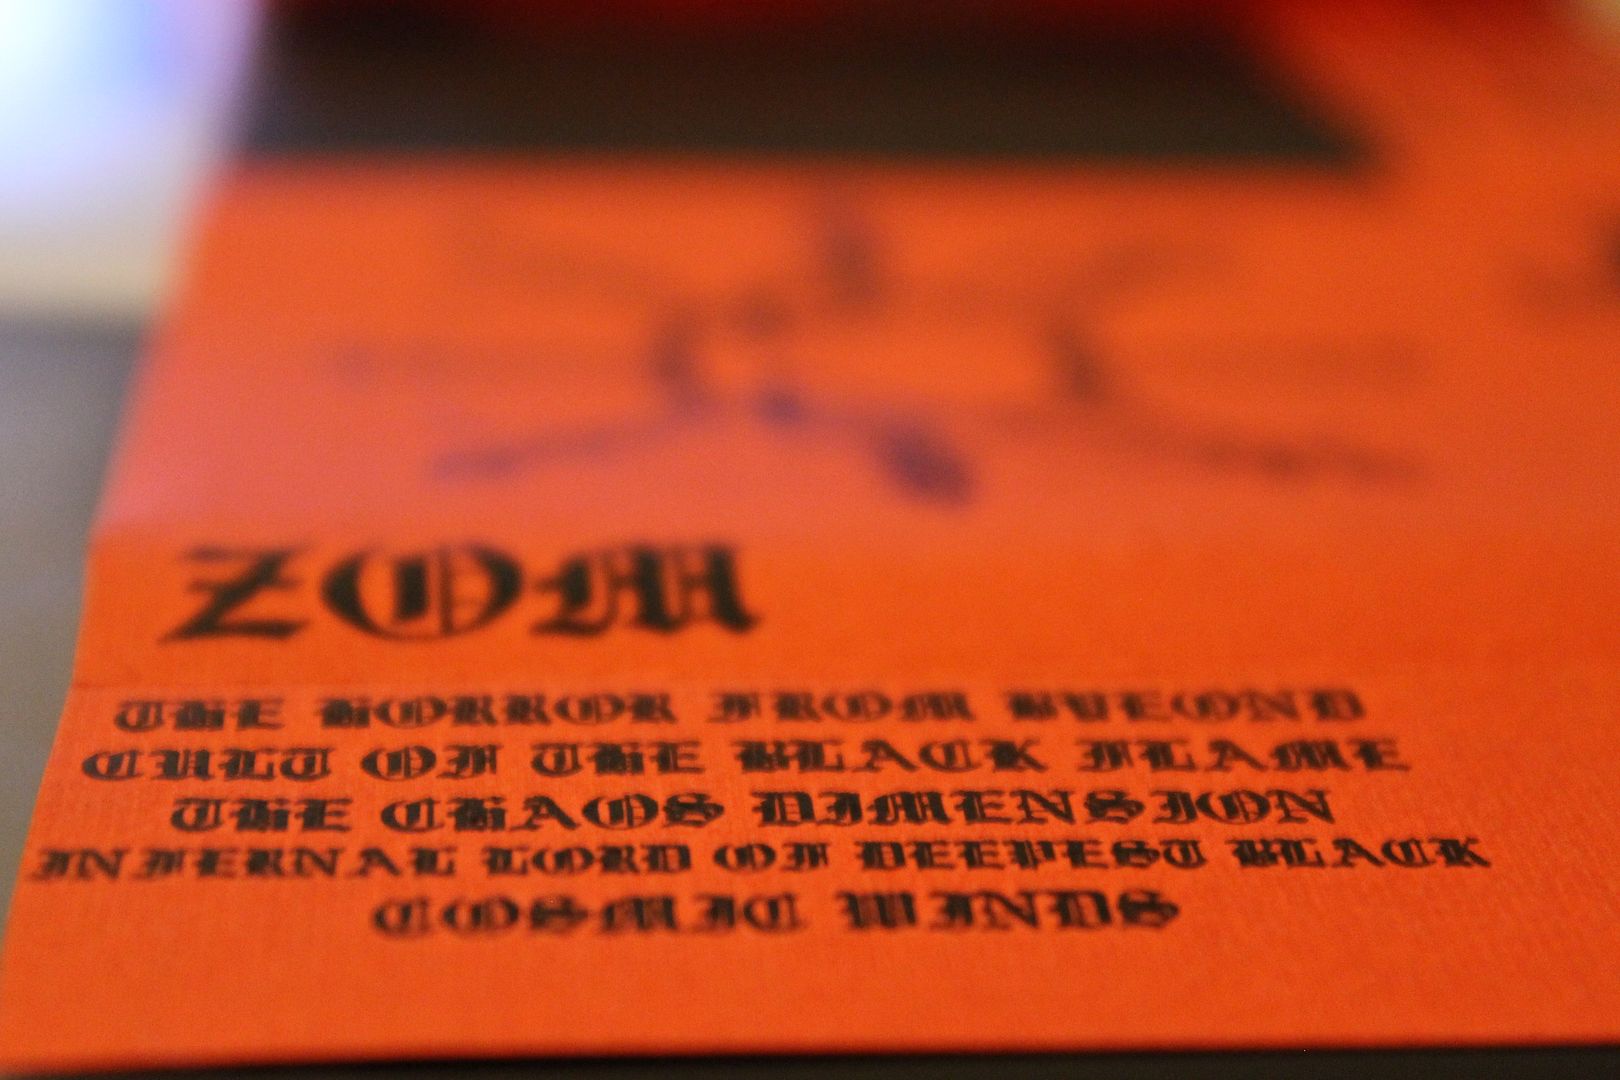 ZOM
THE HORROR FROM BYEOND
CULT OF THE BLACK FLAME
THE CHAOS DIMENSION
INFERNAL LORD OF DEEPEST BLACK
COSMIC WINDS